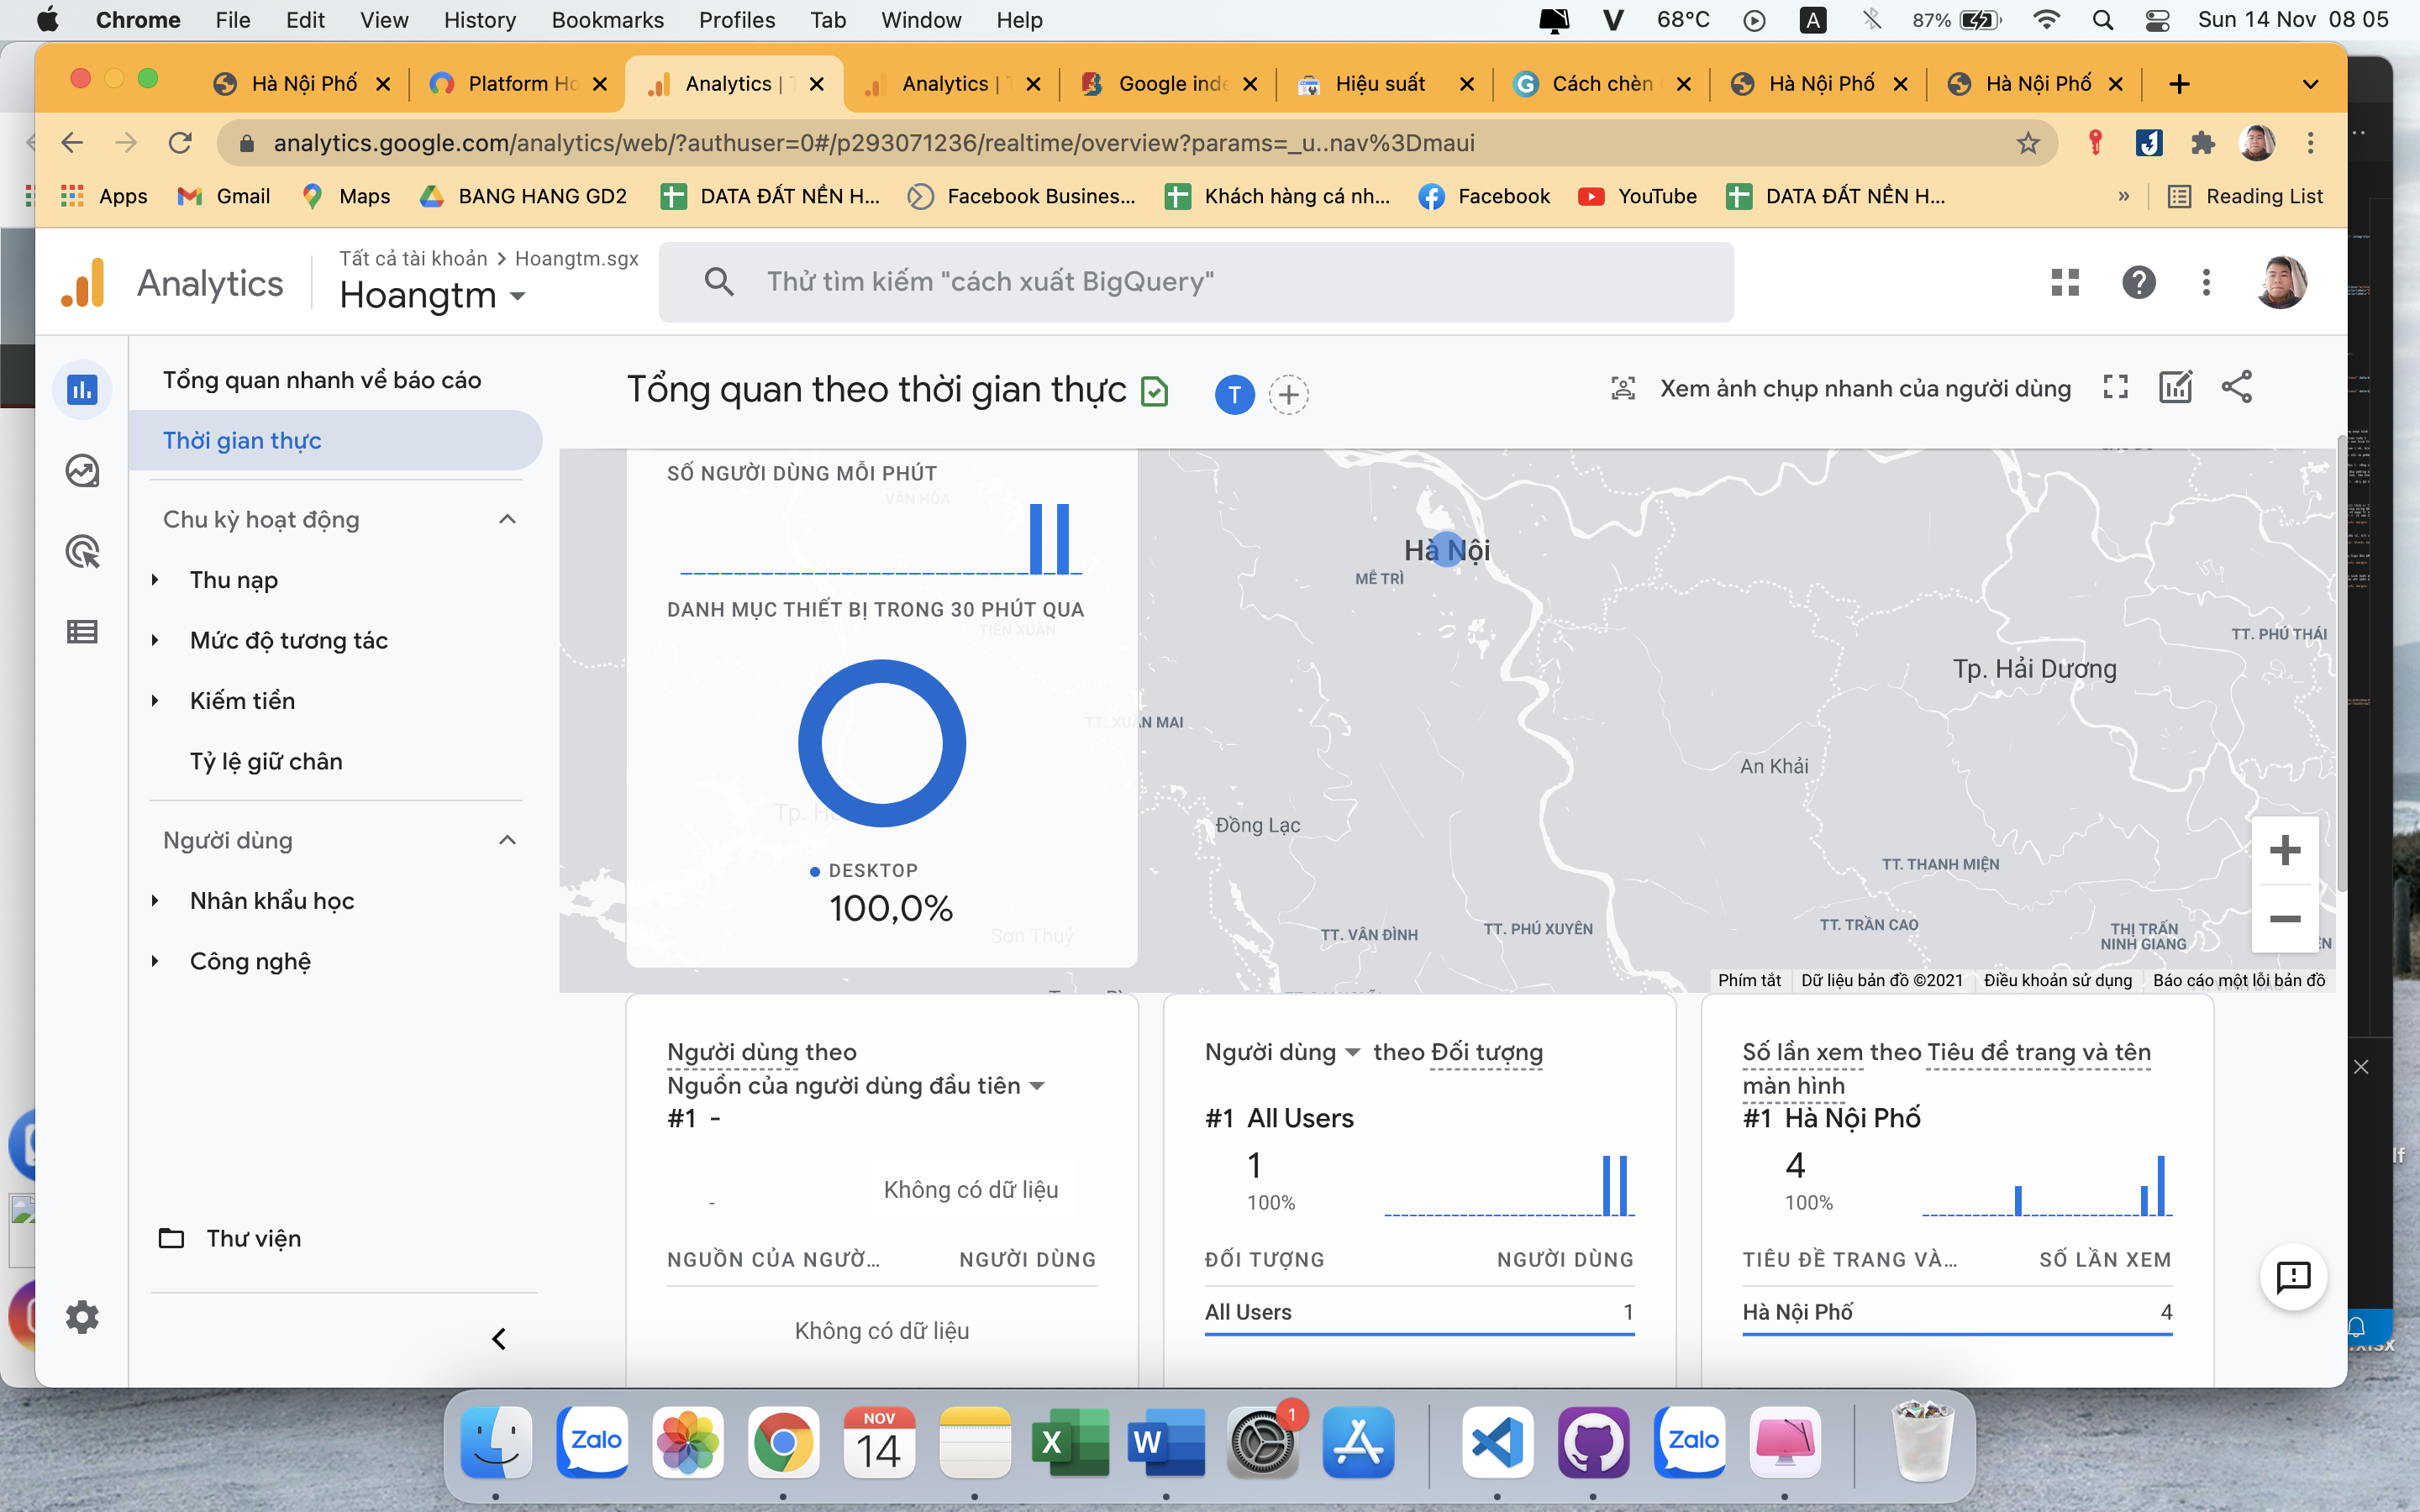 Chrome File Edit View History Bookmarks Profiles Tab Window Help
V 68°C A 87% Sun 14 Nov 08 05
Hà Nội Phố Platform Ho Analytics | Analytics | Google inde Hiệu suất Cách chèn Hà Nội Phố Hà Nội Phố
analytics.google.com/analytics/web/?authuser=0#/p293071236/realtime/overview?params=_u..nav%3Dmaui
Apps Gmail Maps BANG HANG GD2 DATA ĐẤT NỀN H... Facebook Busines... Khách hàng cá nh... Facebook YouTube DATA ĐẤT NỀN H... » Reading List
Analytics
Tất cả tài khoản > Hoangtm.sgx
Hoangtm
Thử tìm kiếm "cách xuất BigQuery"
Tổng quan nhanh về báo cáo
Thời gian thực
Chu kỳ hoạt động
Thu nạp
Mức độ tương tác
Kiếm tiền
Tỷ lệ giữ chân
Người dùng
Nhân khẩu học
Công nghệ
Thư viện
Tổng quan theo thời gian thực
T
Xem ảnh chụp nhanh của người dùng
SỐ NGƯỜI DÙNG MỖI PHÚT
VÂN HÒA
DANH MỤC THIẾT BỊ TRONG 30 PHÚT QUA
TIẾN XUÂN
DESKTOP
100,0%
Sơn Thuỷ
Hà Nội
MỄ TRÌ
TT. PHÚ THÁI
Tp. Hải Dương
TT. XUÂN MAI
An Khải
Đồng Lạc
TT. THANH MIỆN
TT. VÂN ĐÌNH
TT. PHÚ XUYÊN
TT. TRẦN CAO
THỊ TRẤN
NINH GIANG
Phím tắt Dữ liệu bản đồ ©2021 Điều khoản sử dụng Báo cáo một lỗi bản đồ
Người dùng theo
Nguồn của người dùng đầu tiên
#1 -
-
Không có dữ liệu
NGUỒN CỦA NGƯỜ... NGƯỜI DÙNG
Không có dữ liệu
Người dùng theo Đối tượng
#1 All Users
1
100%
ĐỐI TƯỢNG NGƯỜI DÙNG
All Users 1
Số lần xem theo Tiêu đề trang và tên
màn hình
#1 Hà Nội Phố
4
100%
TIÊU ĐỀ TRANG VÀ... SỐ LẦN XEM
Hà Nội Phố 4
Zalo NOV 14 X W 1 Zalo